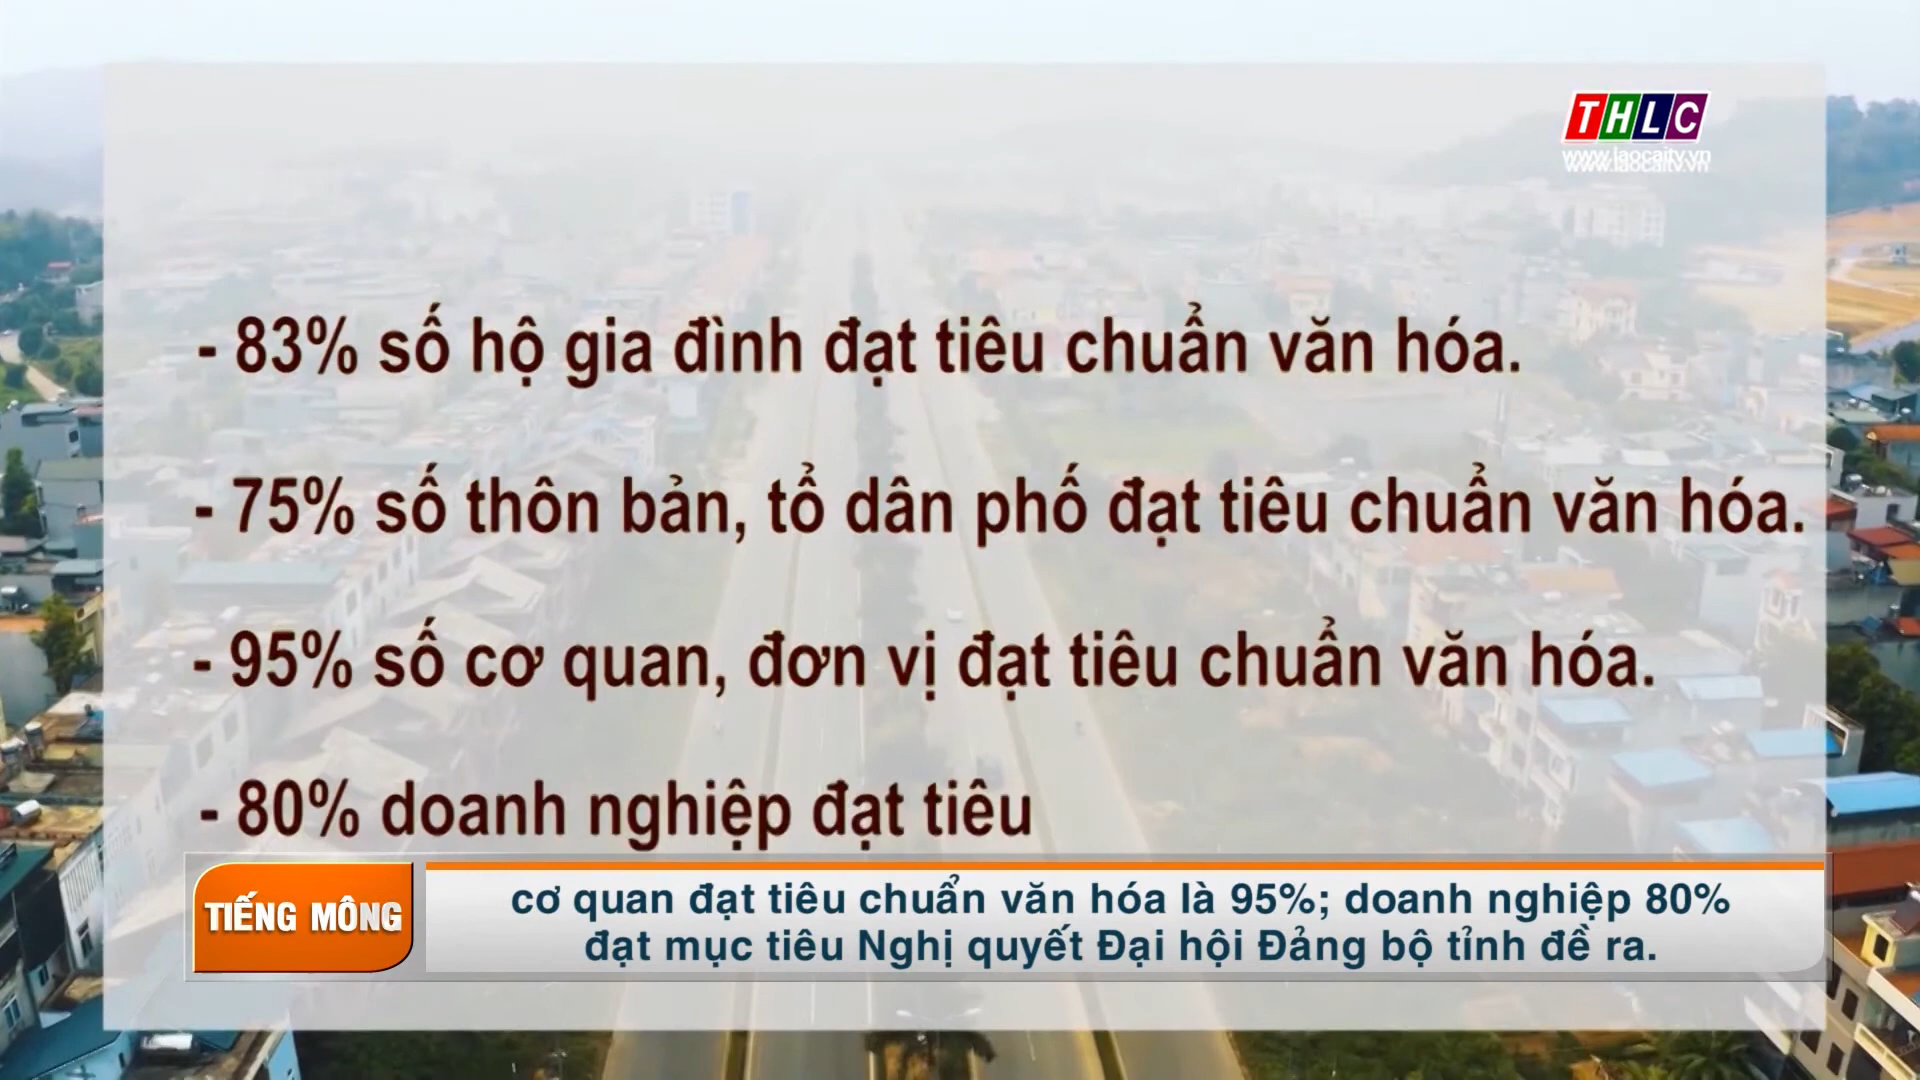 THLC
www.laocaitv.vn
www.laocaitv.vn
- 83% số hộ gia đình đạt tiêu chuẩn văn hóa.
- 75% số thôn bản, tổ dân phố đạt tiêu chuẩn văn hóa.
- 95% số cơ quan, đơn vị đạt tiêu chuẩn văn hóa.
- 80% doanh nghiệp đạt tiêu
TIẾNG MÔNG
cơ quan đạt tiêu chuẩn văn hóa là 95%; doanh nghiệp 80%
đạt mục tiêu Nghị quyết Đại hội Đảng bộ tỉnh đề ra.